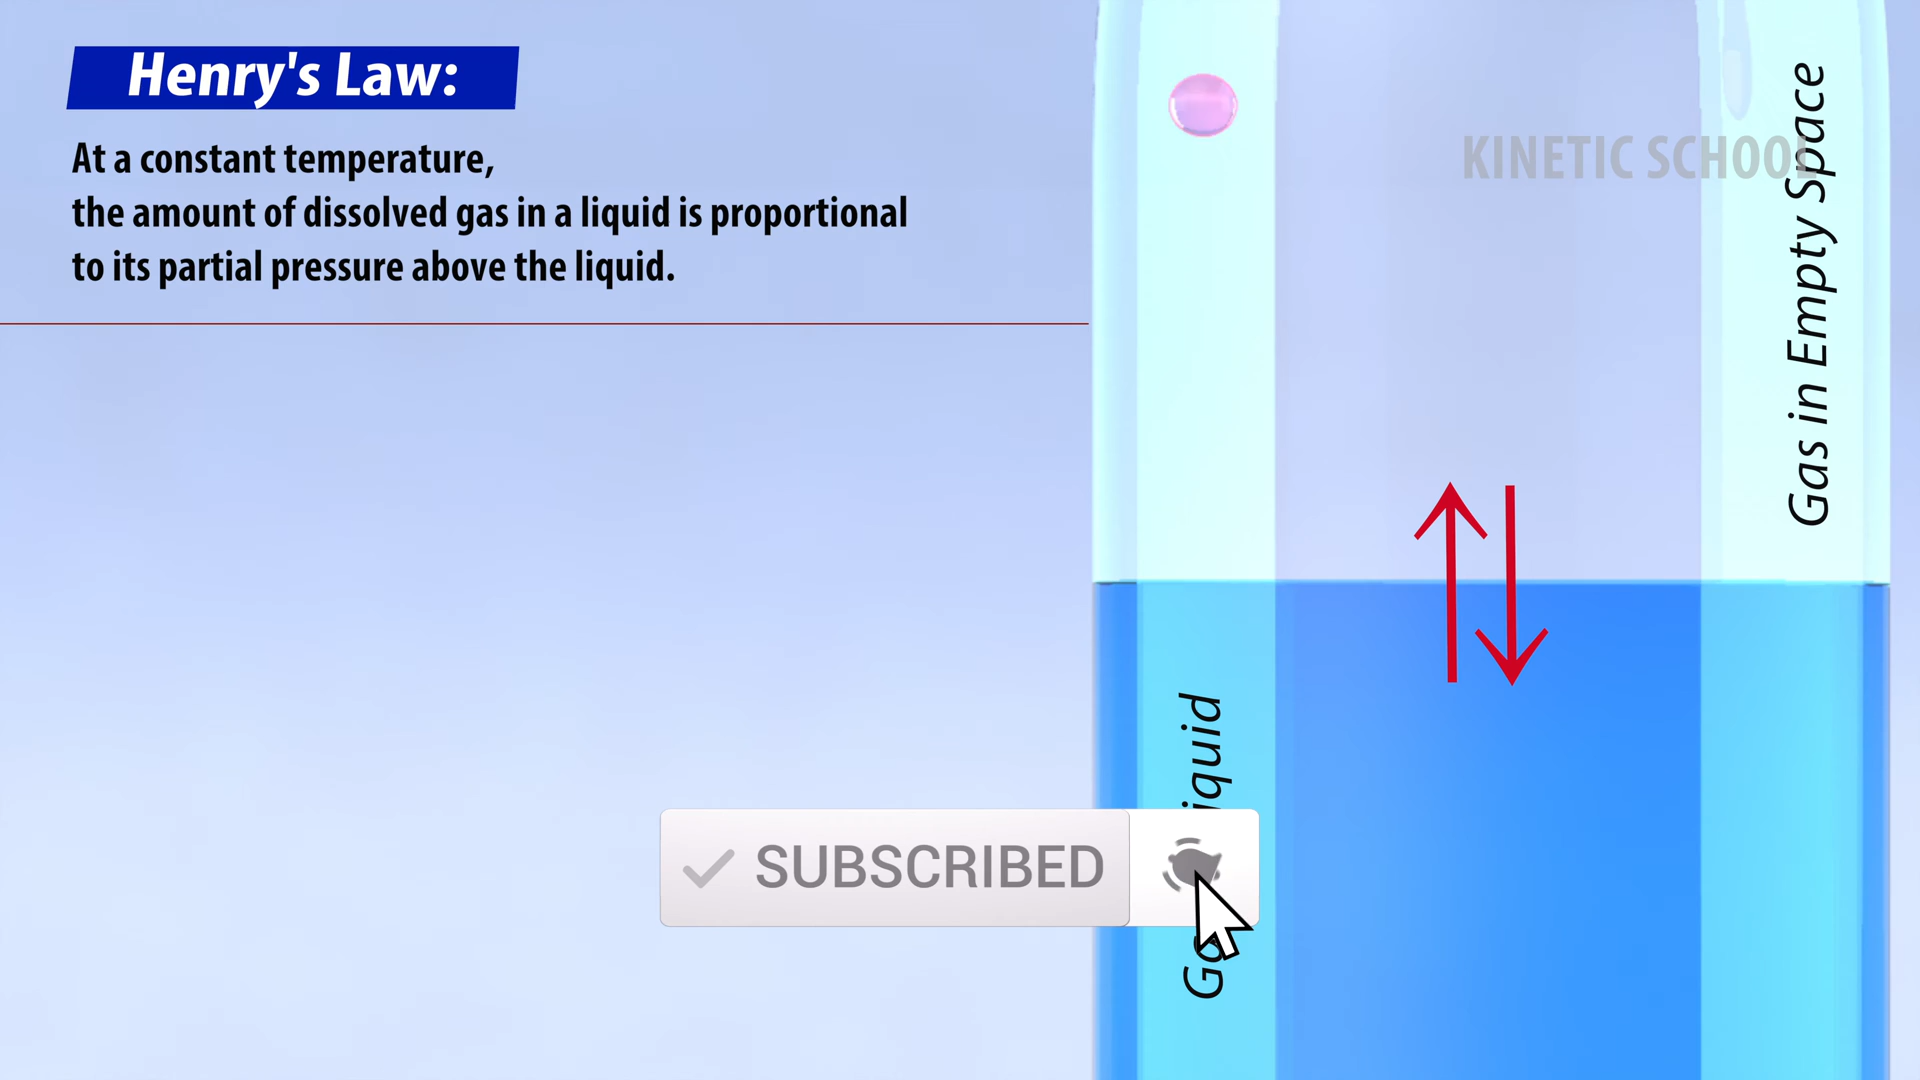 Henry's Law:
At a constant temperature,
the amount of dissolved gas in a liquid is proportional
to its partial pressure above the liquid.
KINETIC SCHOOL
Gas in Empty Space
SUBSCRIBED